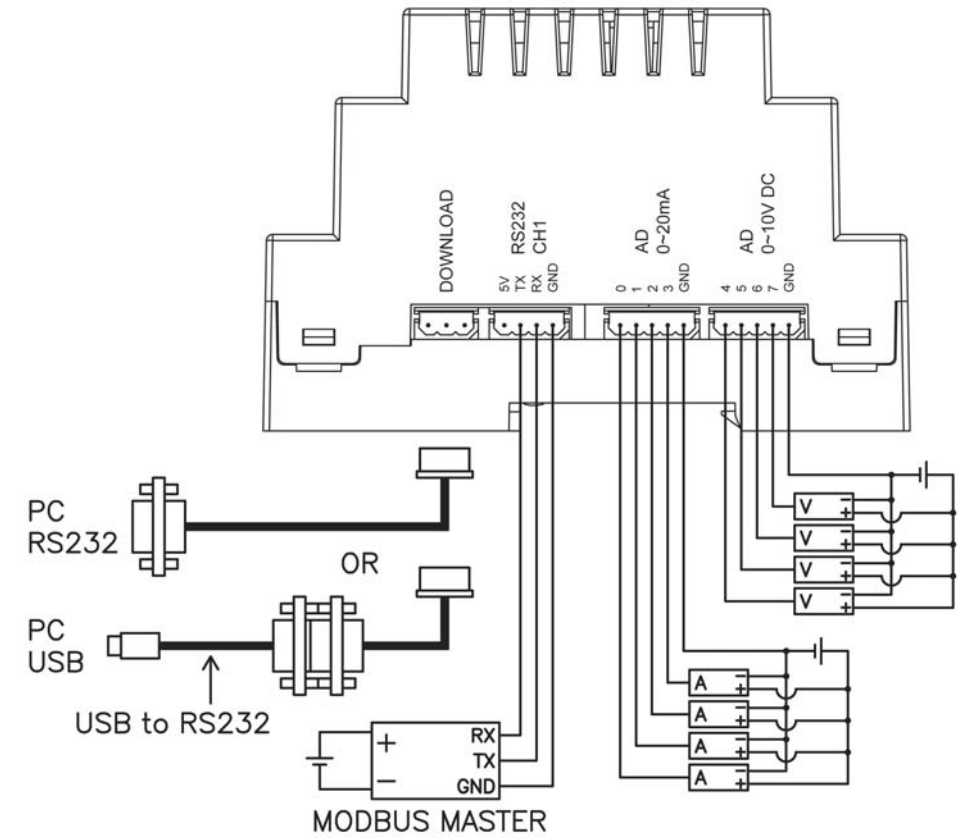 DOWNLOAD
RS232
CH1
AD
0~20mA
AD
0~10V DC
5V
TX
RX
GND
0
1
2
3
GND
4
5
6
7
GND
PC
RS232
OR
PC
USB
USB to RS232
V - +
V - +
V - +
V - +
A - +
A - +
A - +
A - +
+ RX
TX
- GND
MODBUS MASTER